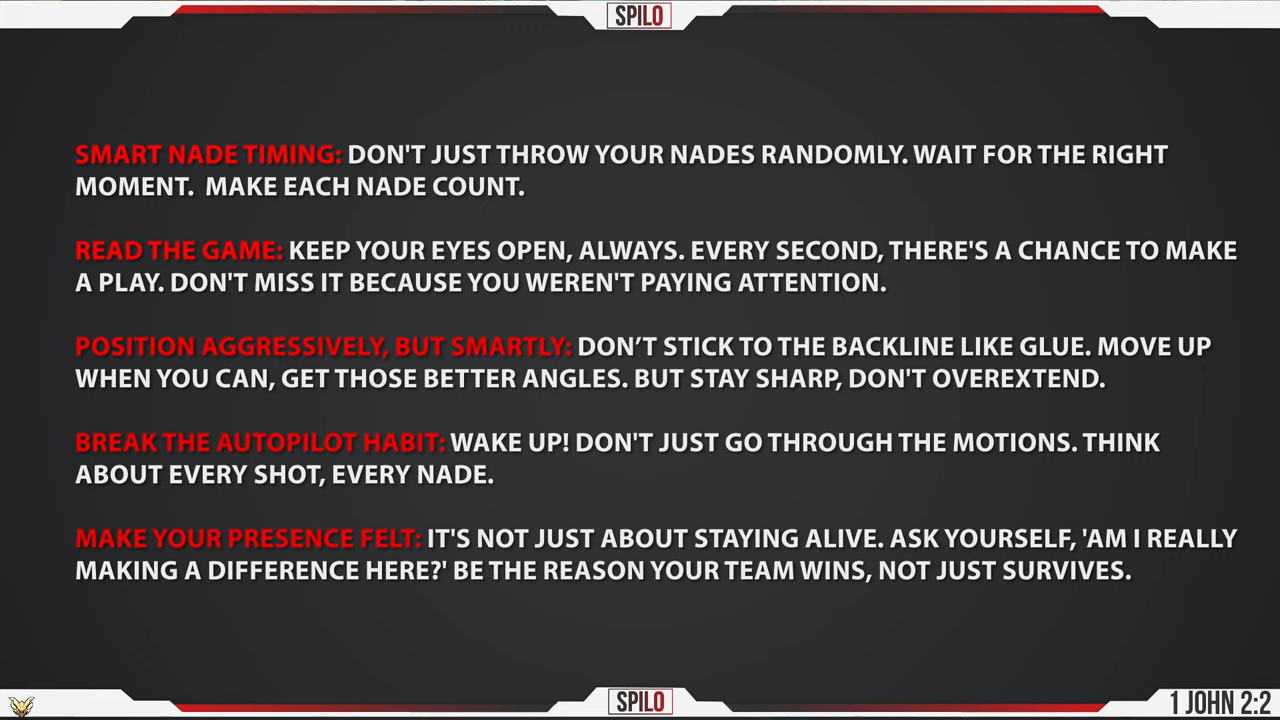 SPILO
SMART NADE TIMING: DON'T JUST THROW YOUR NADES RANDOMLY. WAIT FOR THE RIGHT
MOMENT.  MAKE EACH NADE COUNT.
READ THE GAME: KEEP YOUR EYES OPEN, ALWAYS. EVERY SECOND, THERE'S A CHANCE TO MAKE
A PLAY. DON'T MISS IT BECAUSE YOU WEREN'T PAYING ATTENTION.
POSITION AGGRESSIVELY, BUT SMARTLY: DON’T STICK TO THE BACKLINE LIKE GLUE. MOVE UP
WHEN YOU CAN, GET THOSE BETTER ANGLES. BUT STAY SHARP, DON'T OVEREXTEND.
BREAK THE AUTOPILOT HABIT: WAKE UP! DON'T JUST GO THROUGH THE MOTIONS. THINK
ABOUT EVERY SHOT, EVERY NADE.
MAKE YOUR PRESENCE FELT: IT'S NOT JUST ABOUT STAYING ALIVE. ASK YOURSELF, 'AM I REALLY
MAKING A DIFFERENCE HERE?' BE THE REASON YOUR TEAM WINS, NOT JUST SURVIVES.
SPILO
1 JOHN 2:2